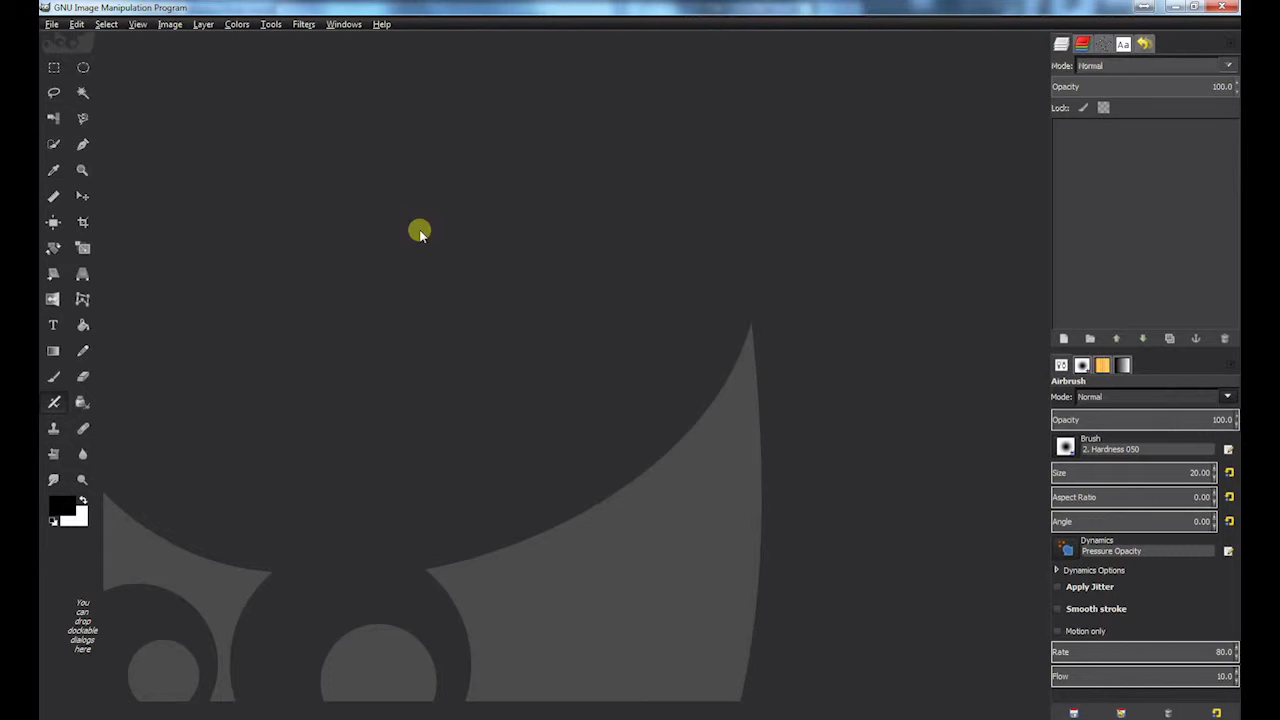 GNU Image Manipulation Program
File Edit Select View Image Layer Colors Tools Filters Windows Help
Aa
Mode: Normal
Opacity 100.0
Lock:
T
Airbrush
Mode: Normal
Opacity 100.0
Brush
2. Hardness 050
Size 20.00
Aspect Ratio 0.00
Angle 0.00
Dynamics
Pressure Opacity
Dynamics Options
Apply Jitter
Smooth stroke
Motion only
Rate 80.0
Flow 10.0
You
can
drop
dockable
dialogs
here